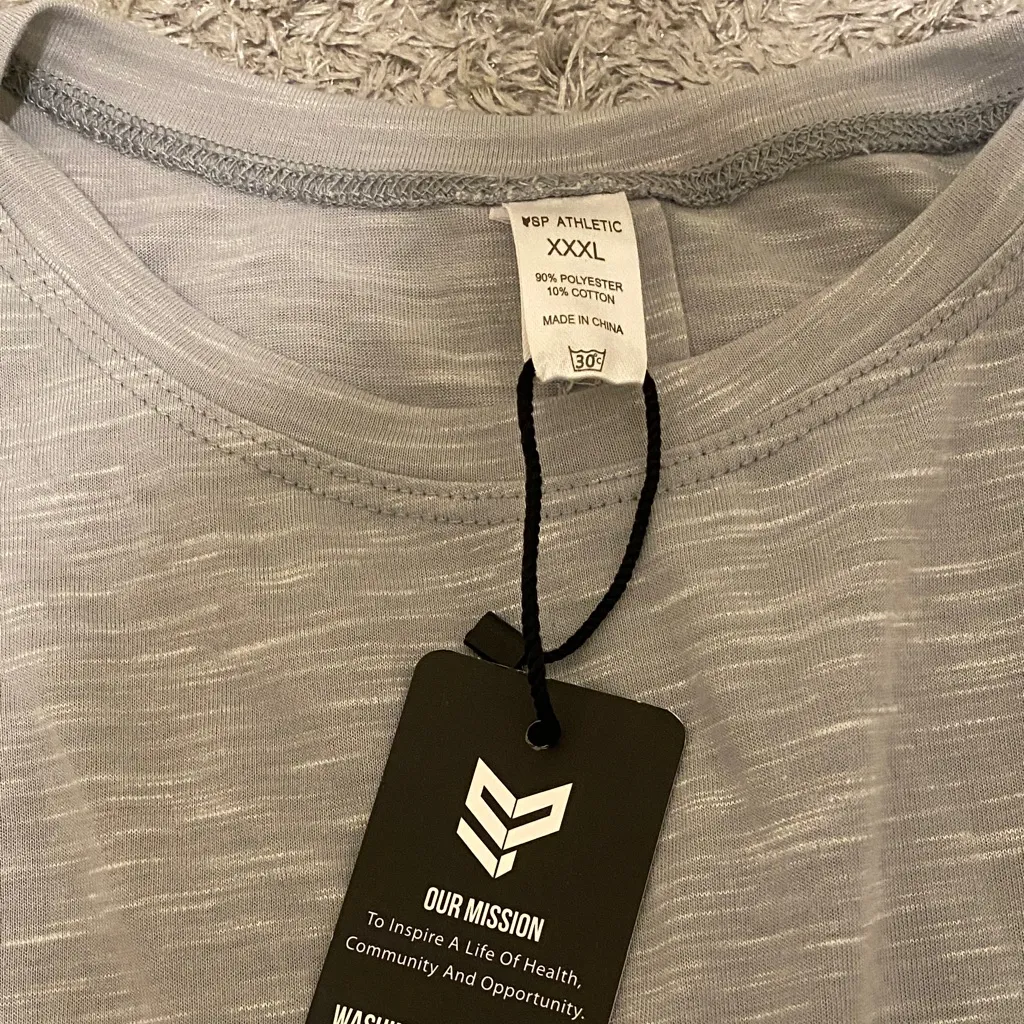 SP ATHLETIC
XXXL
90% POLYESTER
10% COTTON
MADE IN CHINA
30°C
SP
OUR MISSION
To Inspire A Life Of Health,
Community And Opportunity.